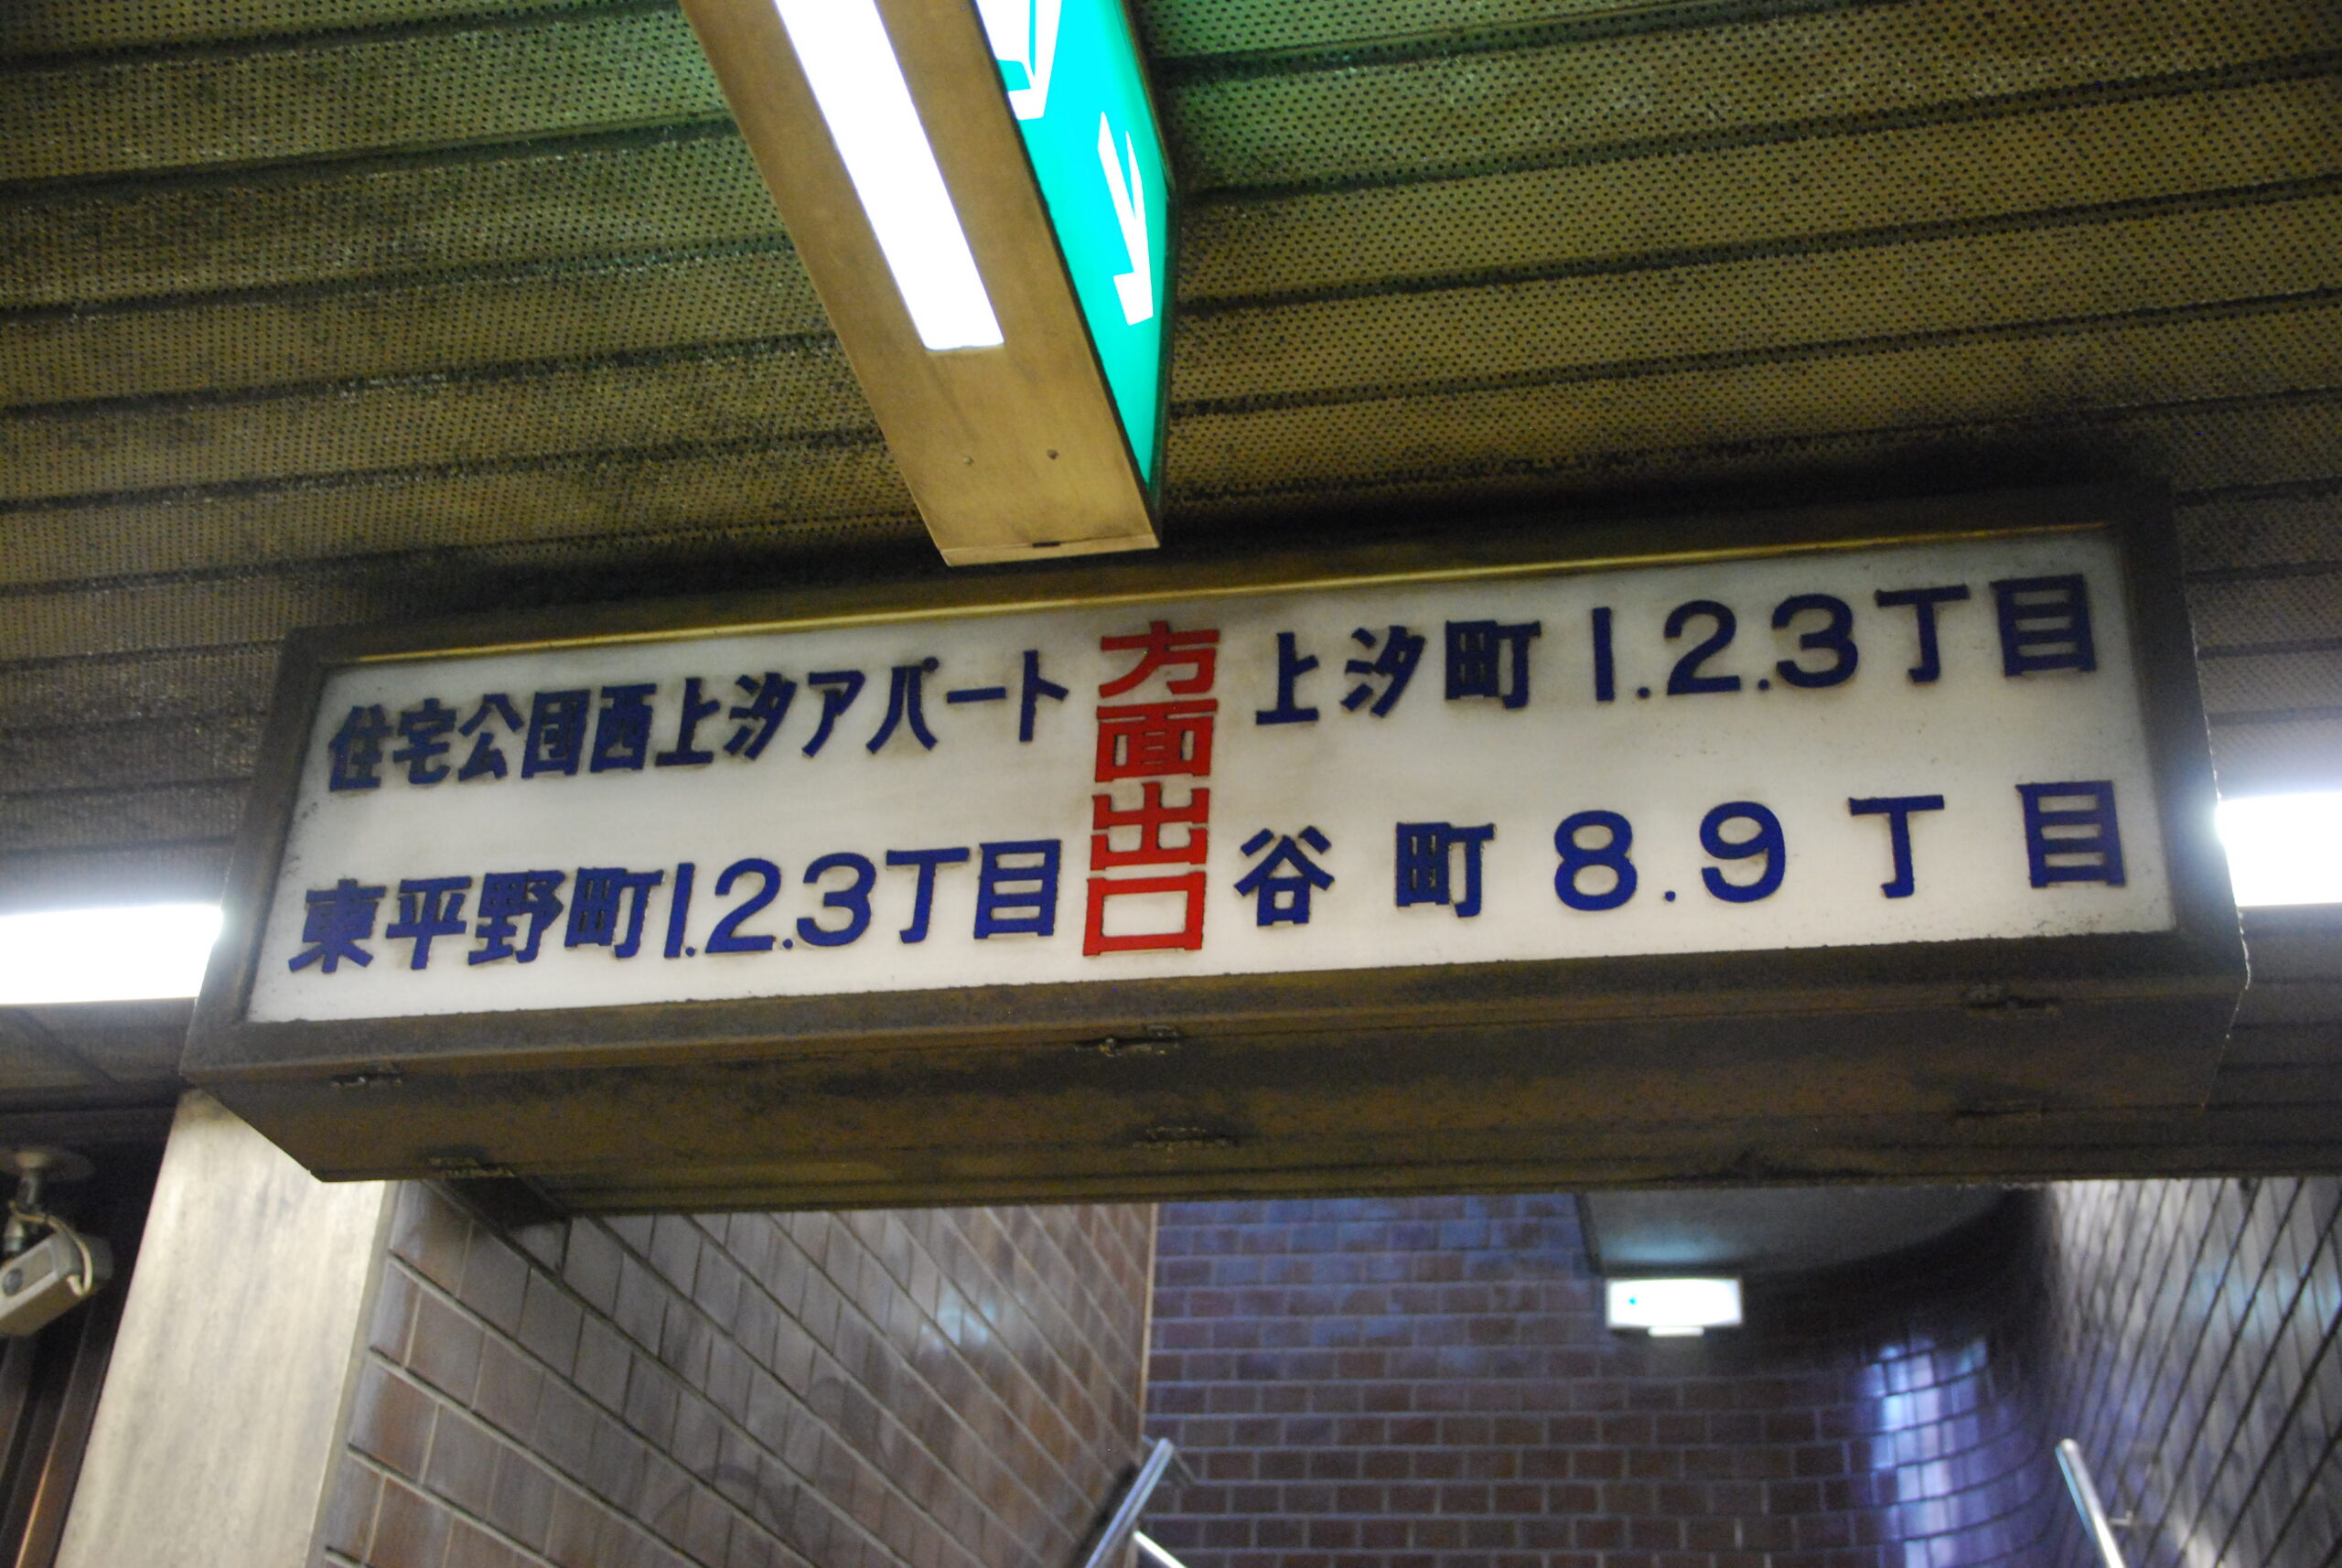 住宅公団西上汐アパート
東平野町1.2.3丁目
方面出口
上汐町 1.2.3丁目
谷町 8.9丁目